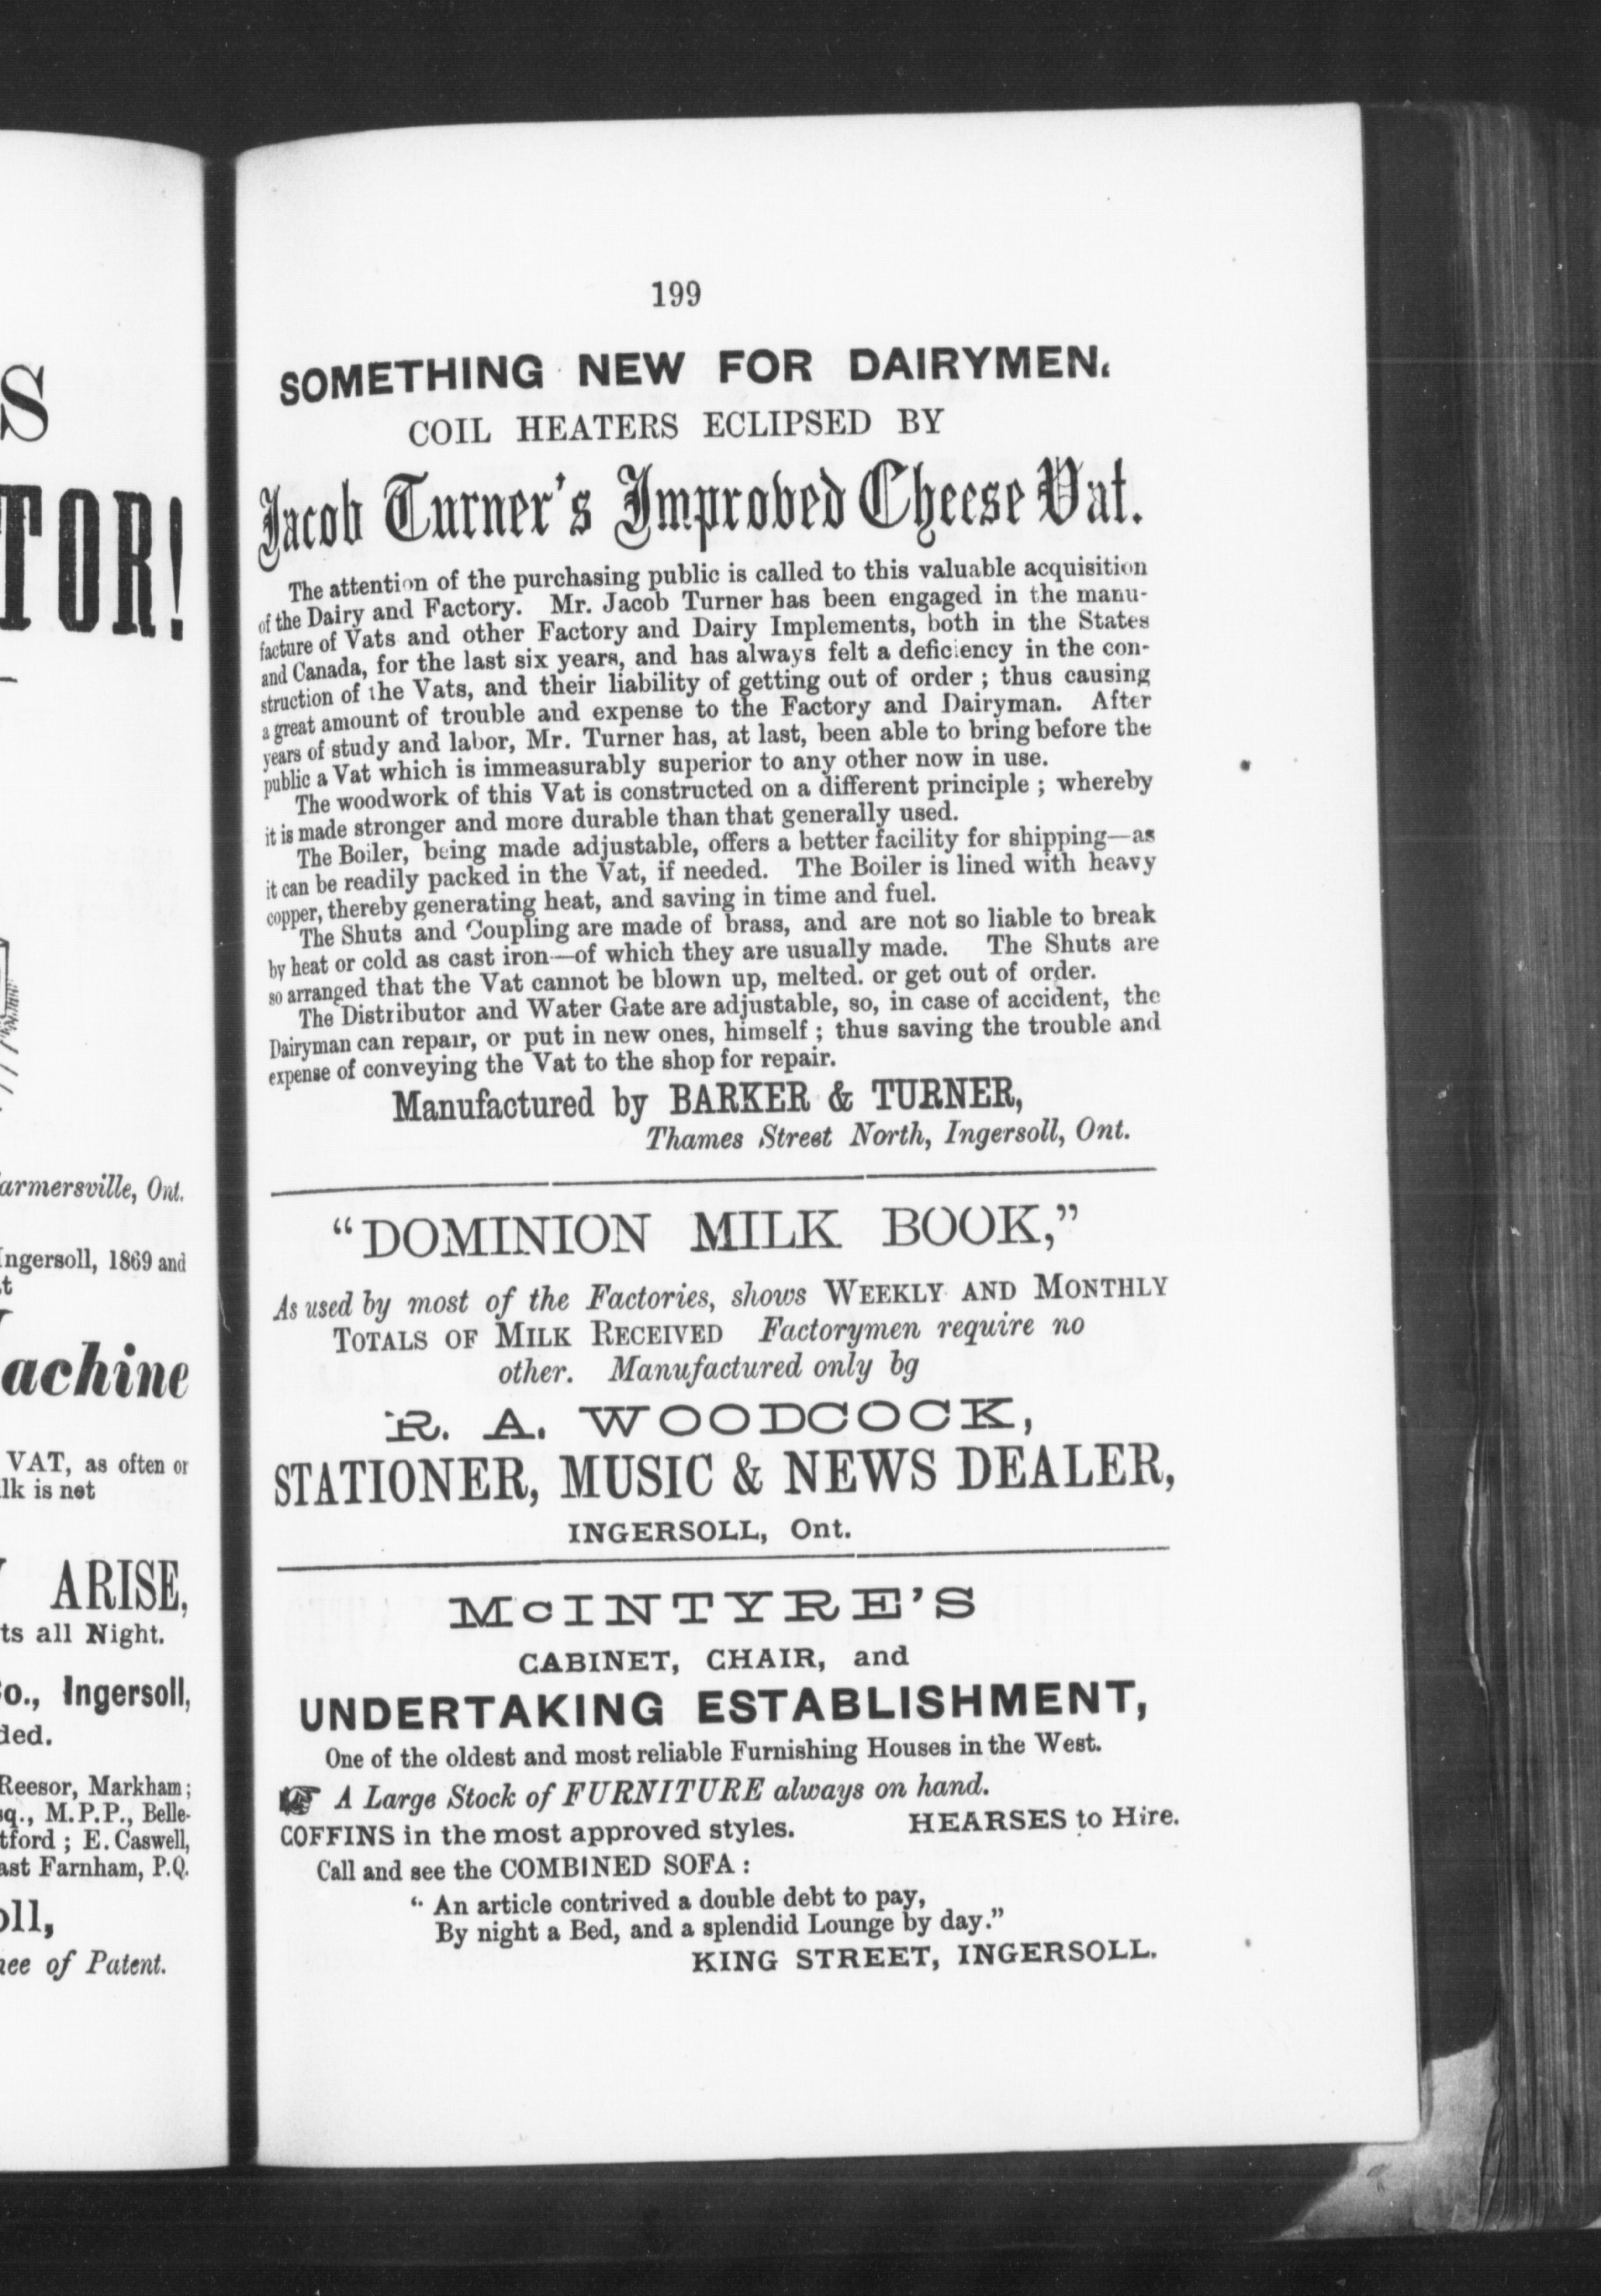 S
TOR!
armersville, Ont.
Ingersoll, 1869 and
achine
VAT, as often or
lk is net
ARISE,
ts all Night.
o., Ingersoll,
ded.
Reesor, Markham;
sq., M.P.P., Belle-
tford ; E. Caswell,
ast Farnham, P.Q.
oll,
nee of Patent.
199
SOMETHING NEW FOR DAIRYMEN.
COIL HEATERS ECLIPSED BY
Jacob Turner's Improved Cheese Vat.
The attention of the purchasing public is called to this valuable acquisition
of the Dairy and Factory. Mr. Jacob Turner has been engaged in the manu-
facture of Vats and other Factory and Dairy Implements, both in the States
and Canada, for the last six years, and has always felt a deficiency in the con-
struction of the Vats, and their liability of getting out of order ; thus causing
a great amount of trouble and expense to the Factory and Dairyman. After
years of study and labor, Mr. Turner has, at last, been able to bring before the
public a Vat which is immeasurably superior to any other now in use.
The woodwork of this Vat is constructed on a different principle ; whereby
it is made stronger and more durable than that generally used.
The Boiler, being made adjustable, offers a better facility for shipping—as
it can be readily packed in the Vat, if needed. The Boiler is lined with heavy
copper, thereby generating heat, and saving in time and fuel.
The Shuts and Coupling are made of brass, and are not so liable to break
by heat or cold as cast iron—of which they are usually made. The Shuts are
so arranged that the Vat cannot be blown up, melted. or get out of order.
The Distributor and Water Gate are adjustable, so, in case of accident, the
Dairyman can repair, or put in new ones, himself ; thus saving the trouble and
expense of conveying the Vat to the shop for repair.
Manufactured by BARKER & TURNER,
Thames Street North, Ingersoll, Ont.
"DOMINION MILK BOOK,"
As used by most of the Factories, shows WEEKLY AND MONTHLY
TOTALS OF MILK RECEIVED Factorymen require no
other. Manufactured only bg
R. A. WOODCOCK,
STATIONER, MUSIC & NEWS DEALER,
INGERSOLL, Ont.
McINTYRE'S
CABINET, CHAIR, and
UNDERTAKING ESTABLISHMENT,
One of the oldest and most reliable Furnishing Houses in the West.
☞ A Large Stock of FURNITURE always on hand.
COFFINS in the most approved styles. HEARSES to Hire.
Call and see the COMBINED SOFA :
" An article contrived a double debt to pay,
By night a Bed, and a splendid Lounge by day."
KING STREET, INGERSOLL.